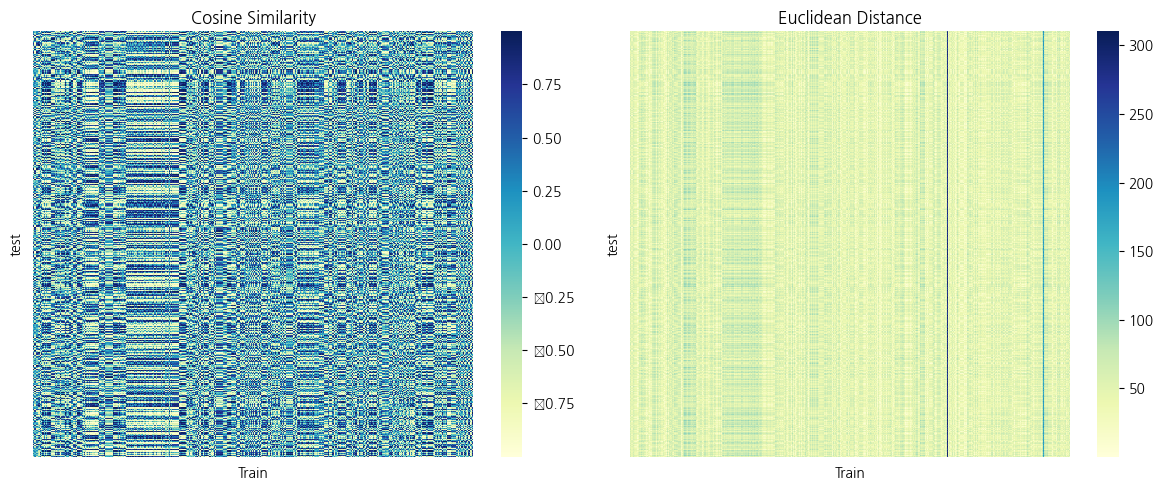 Cosine Similarity
test
Train
0.75
0.50
0.25
0.00
▯0.25
▯0.50
▯0.75
Euclidean Distance
test
Train
300
250
200
150
100
50